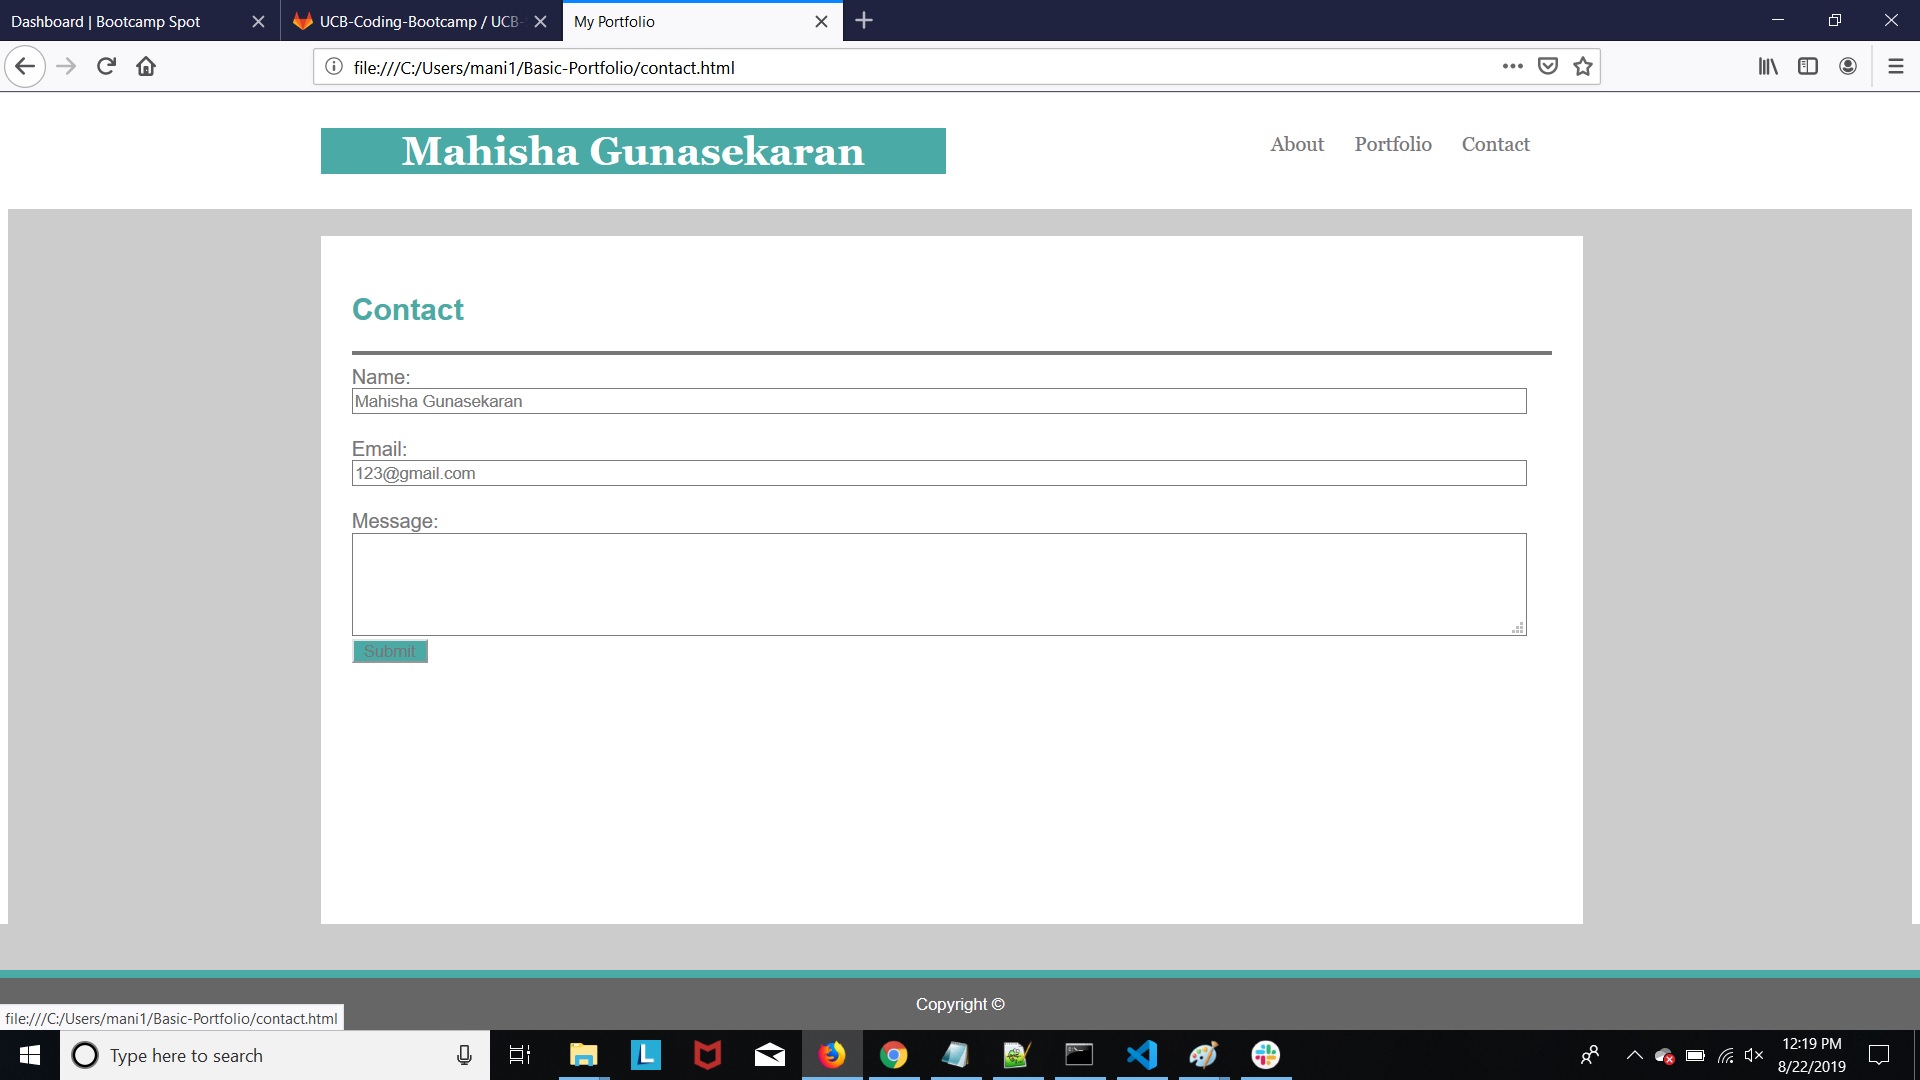 Dashboard | Bootcamp Spot
UCB-Coding-Bootcamp / UCB-
My Portfolio
file:///C:/Users/mani1/Basic-Portfolio/contact.html
Mahisha Gunasekaran
About Portfolio Contact
Contact
Name:
Mahisha Gunasekaran
Email:
123@gmail.com
Message:
Submit
Copyright ©
file:///C:/Users/mani1/Basic-Portfolio/contact.html
Type here to search
L
12:19 PM
8/22/2019